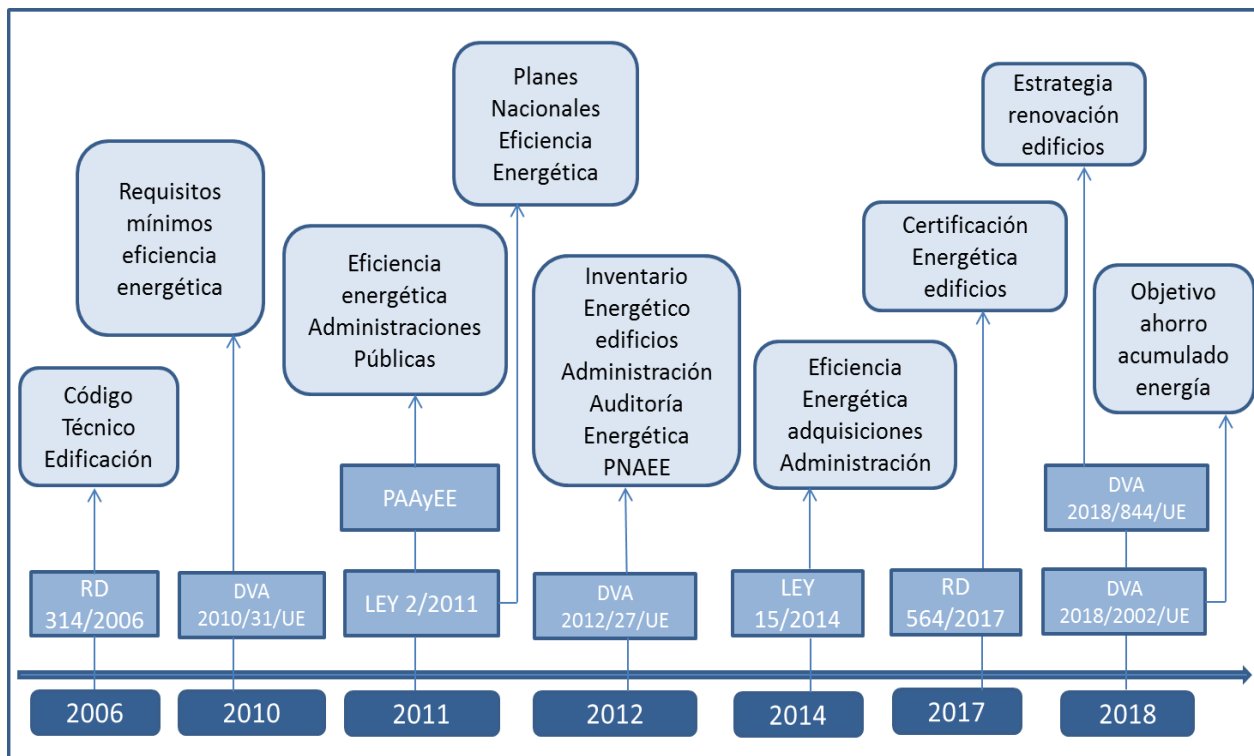 Planes
Nacionales
Eficiencia
Energética
Estrategia
renovación
edificios
Requisitos
mínimos
eficiencia
energética
Certificación
Energética
edificios
Eficiencia
energética
Administraciones
Públicas
Inventario
Energético
edificios
Administración
Auditoría
Energética
PNAEE
Objetivo
ahorro
acumulado
energía
Código
Técnico
Edificación
Eficiencia
Energética
adquisiciones
Administración
PAAyEE
DVA
2018/844/UE
RD
314/2006
DVA
2010/31/UE
LEY 2/2011
DVA
2012/27/UE
LEY
15/2014
RD
564/2017
DVA
2018/2002/UE
2006
2010
2011
2012
2014
2017
2018